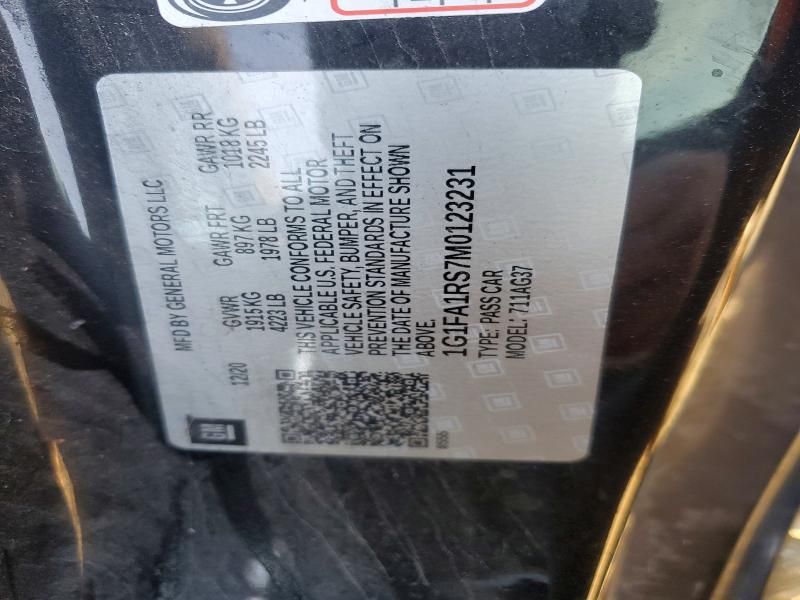 MFD BY GENERAL MOTORS LLC
12/20 GVWR GAWR FRT GAWR RR
1915 KG 897 KG 1018 KG
4223 LB 1978 LB 2245 LB
THIS VEHICLE CONFORMS TO ALL
APPLICABLE U.S. FEDERAL MOTOR
VEHICLE SAFETY, BUMPER, AND THEFT
PREVENTION STANDARDS IN EFFECT ON
THE DATE OF MANUFACTURE SHOWN
ABOVE.
1G1FA1RS7M0123231
TYPE: PASS CAR
MODEL: 711AG37
GM